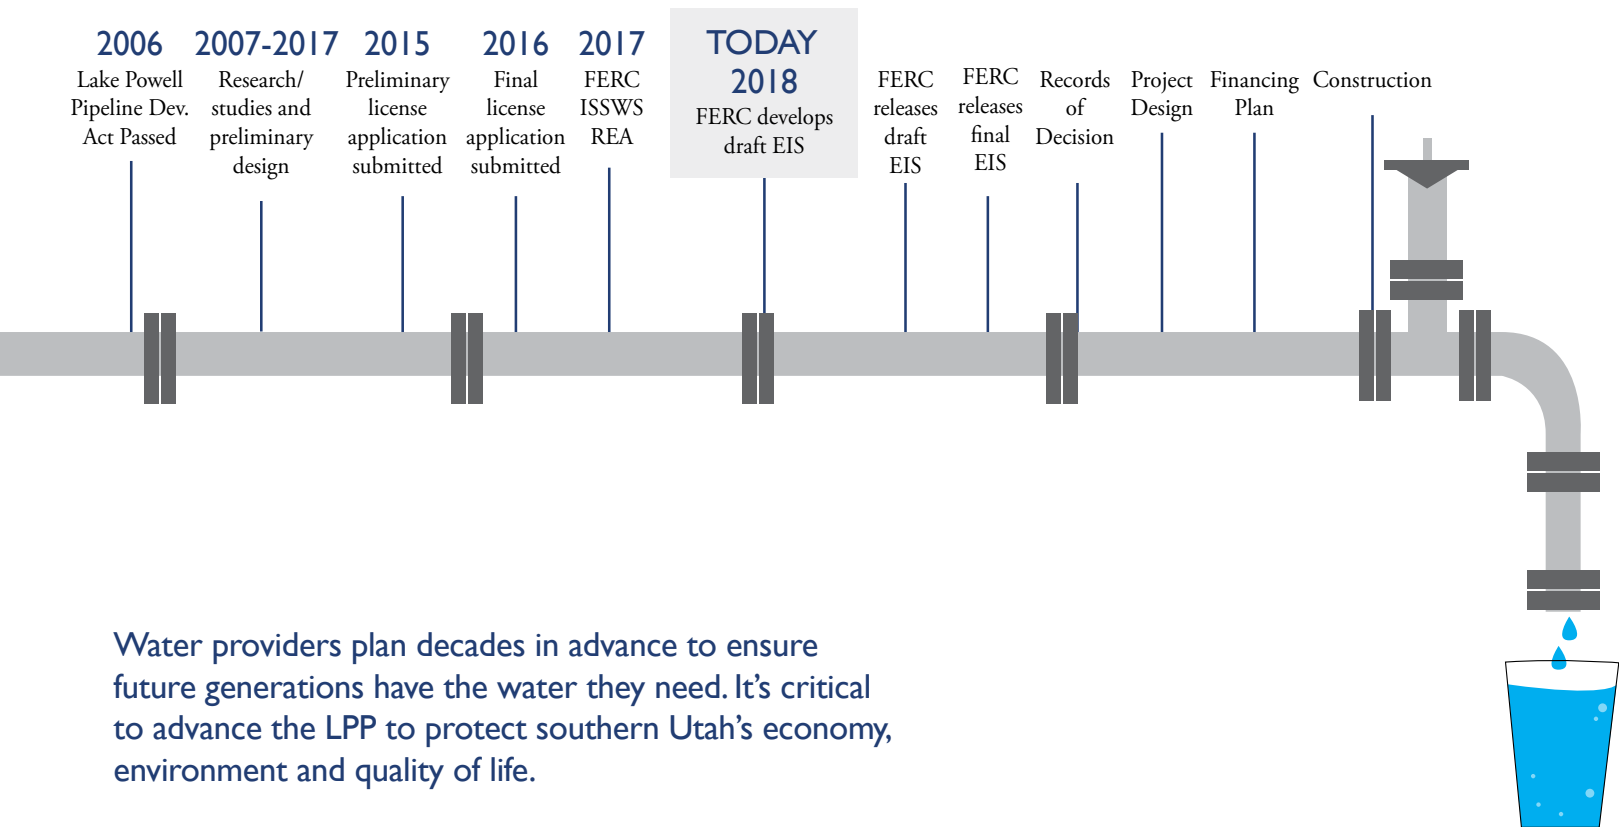 2006
Lake Powell
Pipeline Dev.
Act Passed
2007-2017
Research/
studies and
preliminary
design
2015
Preliminary
license
application
submitted
2016
Final
license
application
submitted
2017
FERC
ISSWS
REA
TODAY
2018
FERC develops
draft EIS
FERC
releases
draft
EIS
FERC
releases
final
EIS
Records
of
Decision
Project
Design
Financing
Plan
Construction
Water providers plan decades in advance to ensure
future generations have the water they need. It’s critical
to advance the LPP to protect southern Utah’s economy,
environment and quality of life.